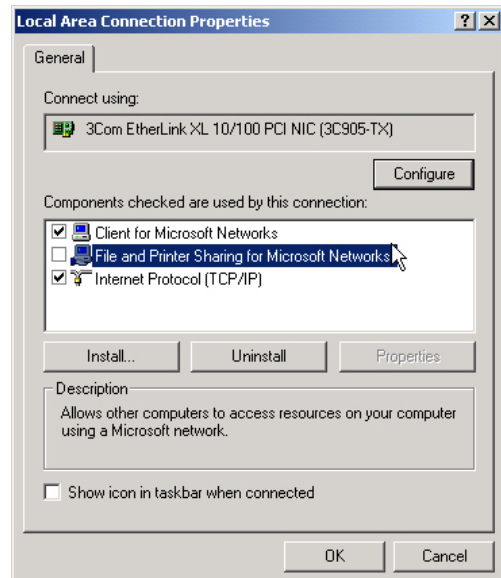 Local Area Connection Properties
General
Connect using:
3Com EtherLink XL 10/100 PCI NIC (3C905-TX)
Configure
Components checked are used by this connection:
Client for Microsoft Networks
File and Printer Sharing for Microsoft Networks
Internet Protocol (TCP/IP)
Install...
Uninstall
Properties
Description
Allows other computers to access resources on your computer
using a Microsoft network.
Show icon in taskbar when connected
OK
Cancel